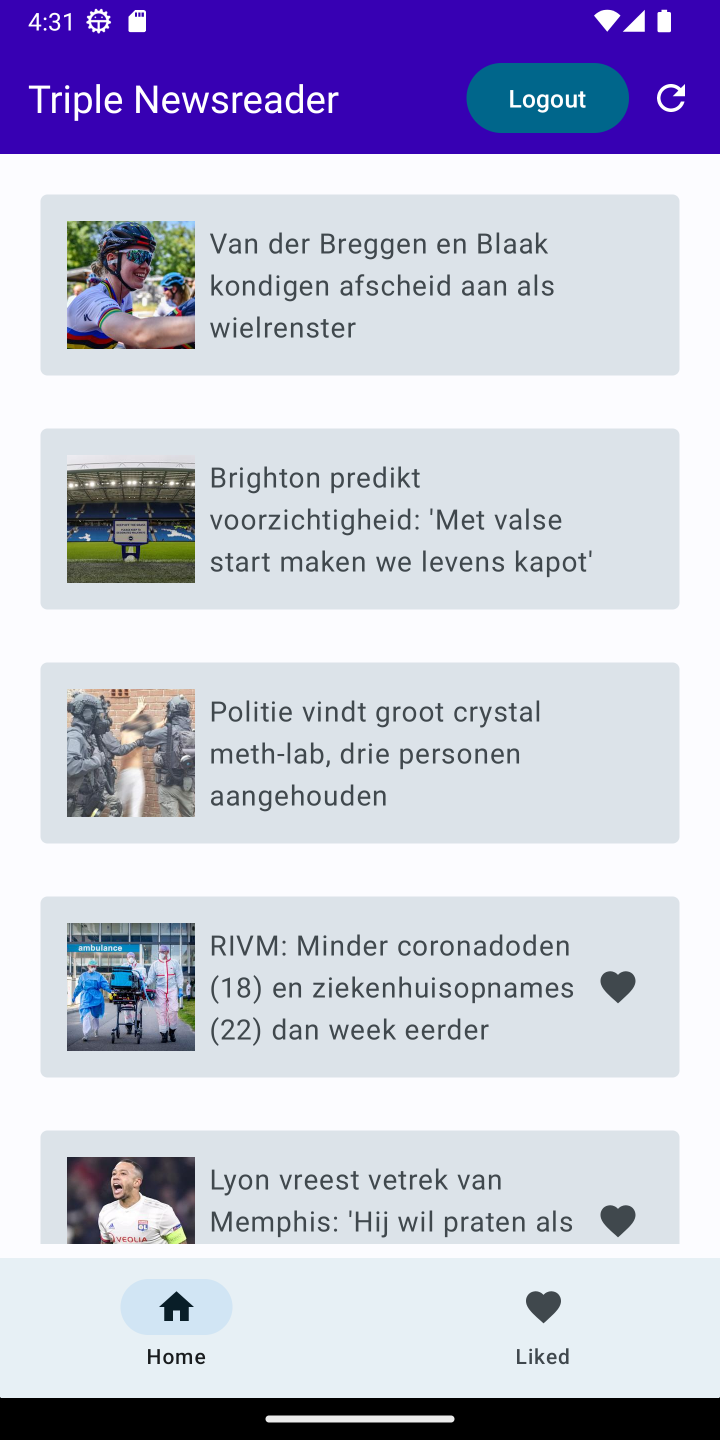 4:31
Triple Newsreader
Logout
Van der Breggen en Blaak
kondigen afscheid aan als
wielrenster
Brighton predikt
voorzichtigheid: 'Met valse
start maken we levens kapot'
Politie vindt groot crystal
meth-lab, drie personen
aangehouden
ambulance
RIVM: Minder coronadoden
(18) en ziekenhuisopnames
(22) dan week eerder
Lyon vreest vetrek van
Memphis: 'Hij wil praten als
VEOLIA
Home
Liked